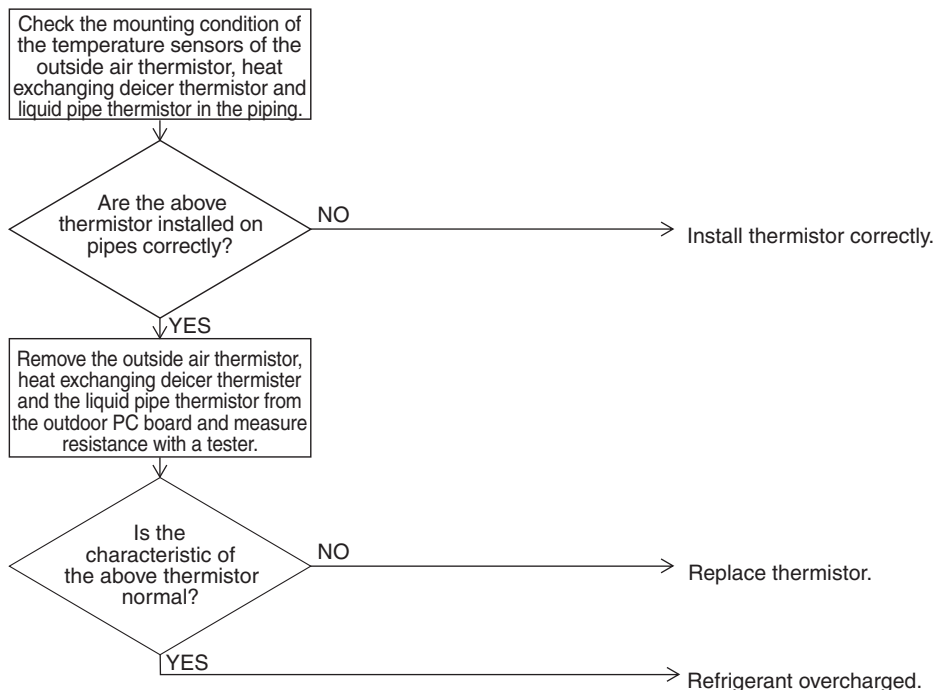 Check the mounting condition of
the temperature sensors of the
outside air thermistor, heat
exchanging deicer thermistor and
liquid pipe thermistor in the piping.
Are the above
thermistor installed on
pipes correctly?
NO
Install thermistor correctly.
YES
Remove the outside air thermistor,
heat exchanging deicer thermister
and the liquid pipe thermistor from
the outdoor PC board and measure
resistance with a tester.
Is the
characteristic of
the above thermistor
normal?
NO
Replace thermistor.
YES
Refrigerant overcharged.